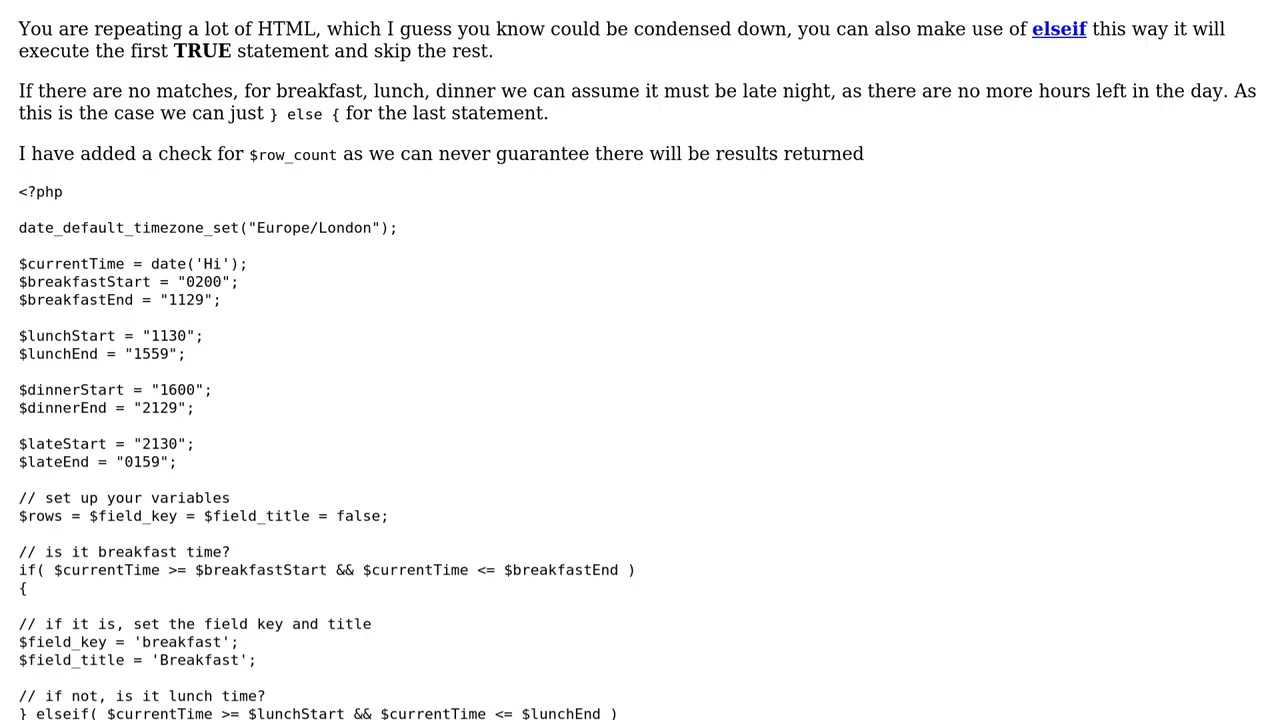 You are repeating a lot of HTML, which I guess you know could be condensed down, you can also make use of elseif this way it will
execute the first TRUE statement and skip the rest.
If there are no matches, for breakfast, lunch, dinner we can assume it must be late night, as there are no more hours left in the day. As
this is the case we can just } else { for the last statement.
I have added a check for $row_count as we can never guarantee there will be results returned
<?php
date_default_timezone_set("Europe/London");
$currentTime = date('Hi');
$breakfastStart = "0200";
$breakfastEnd = "1129";
$lunchStart = "1130";
$lunchEnd = "1559";
$dinnerStart = "1600";
$dinnerEnd = "2129";
$lateStart = "2130";
$lateEnd = "0159";
// set up your variables
$rows = $field_key = $field_title = false;
// is it breakfast time?
if( $currentTime >= $breakfastStart && $currentTime <= $breakfastEnd )
{
// if it is, set the field key and title
$field_key = 'breakfast';
$field_title = 'Breakfast';
// if not, is it lunch time?
} elseif( $currentTime >= $lunchStart && $currentTime <= $lunchEnd )